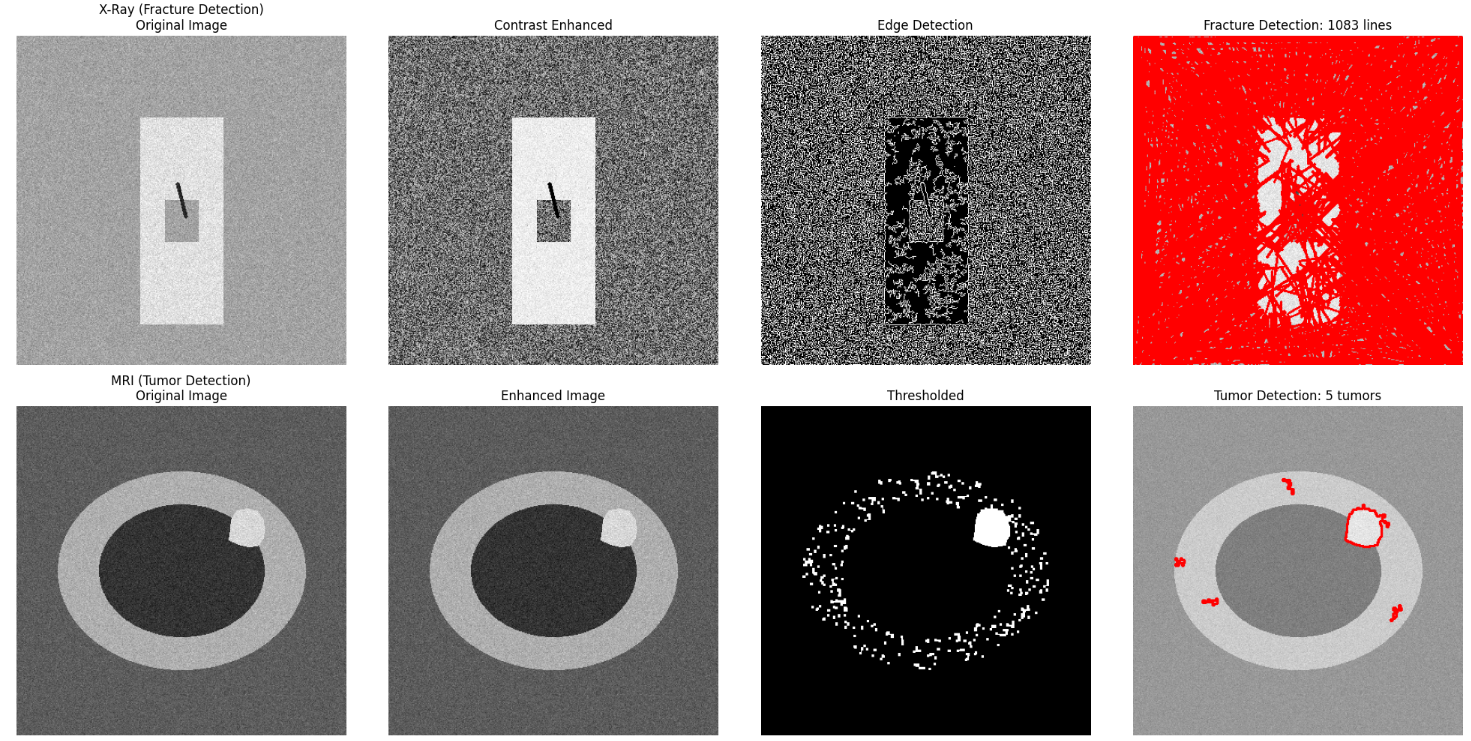 X-Ray (Fracture Detection)
Original Image
Contrast Enhanced
Edge Detection
Fracture Detection: 1083 lines
MRI (Tumor Detection)
Original Image
Enhanced Image
Thresholded
Tumor Detection: 5 tumors